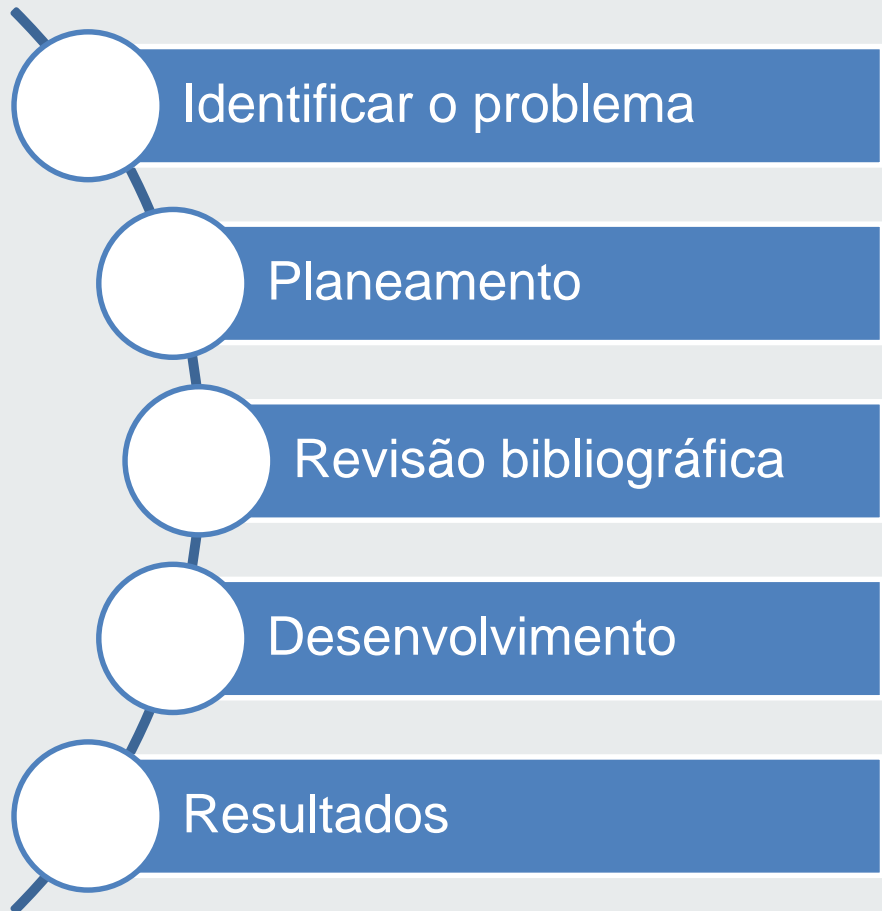 Identificar o problema
Planeamento
Revisão bibliográfica
Desenvolvimento
Resultados